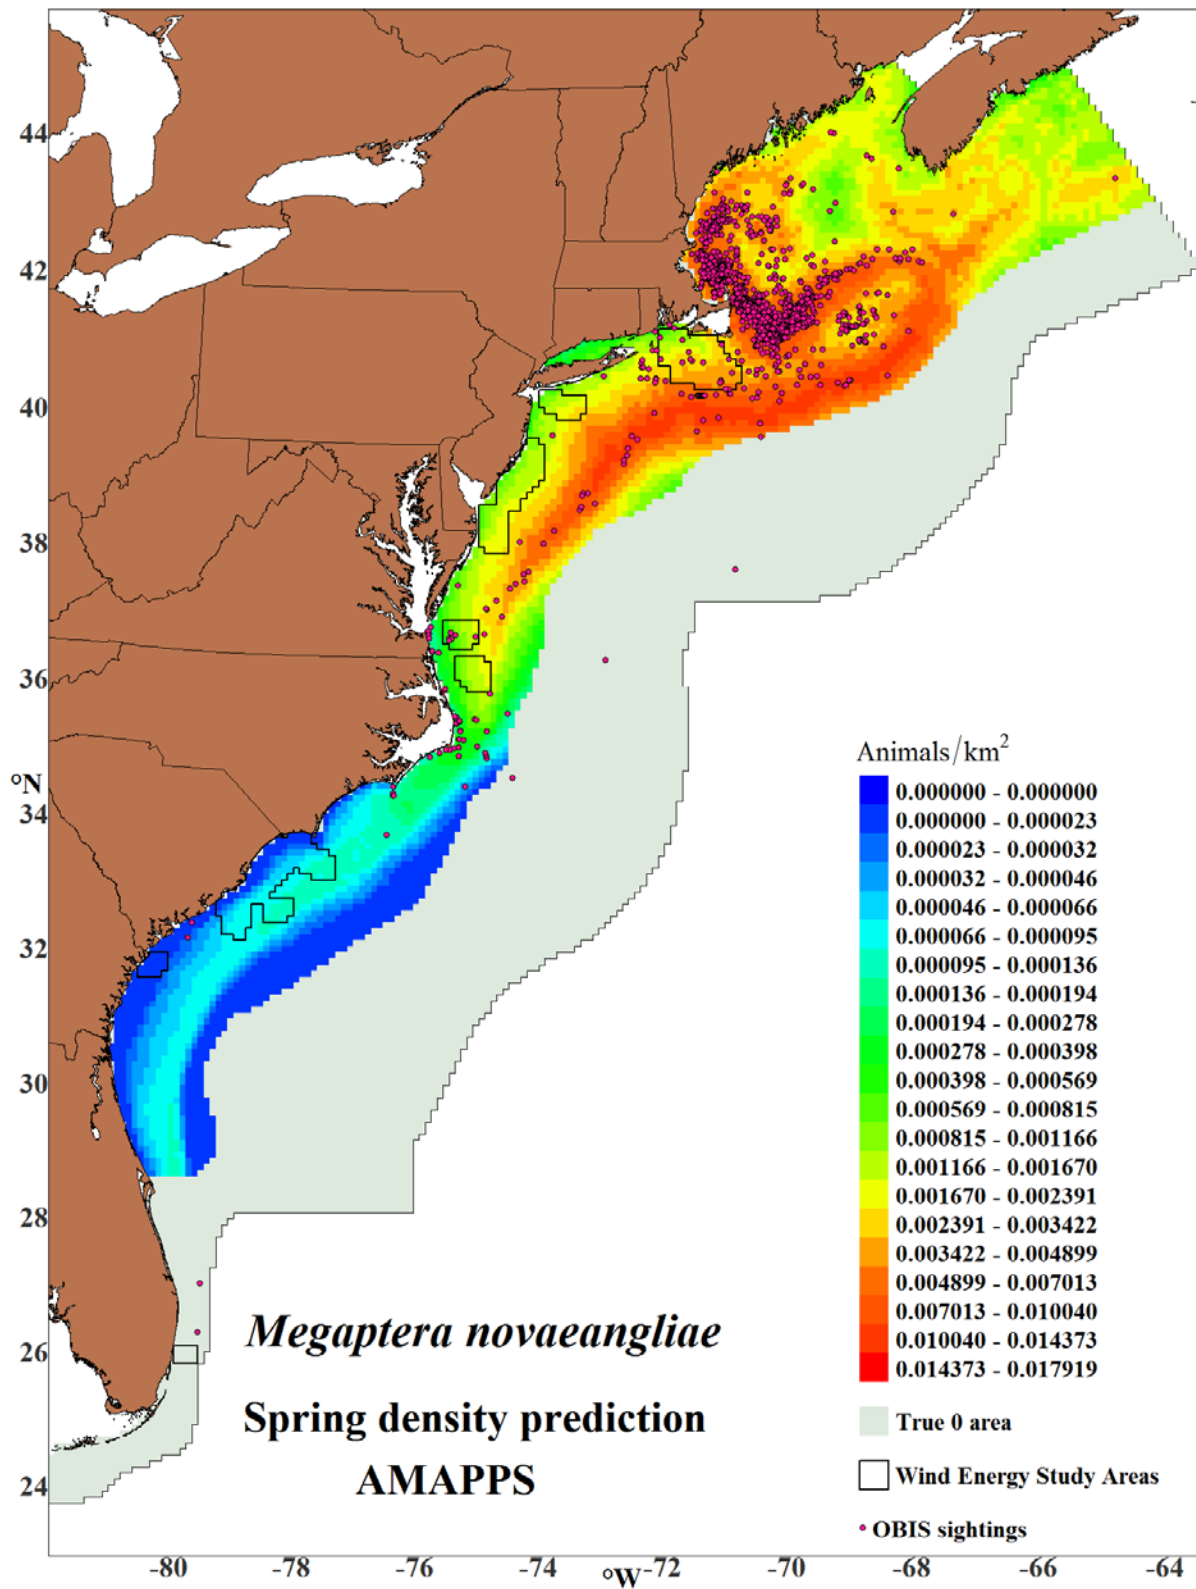 44
42
40
38
36
°N
34
32
30
28
26
24
Animals/km²
0.000000 - 0.000000
0.000000 - 0.000023
0.000023 - 0.000032
0.000032 - 0.000046
0.000046 - 0.000066
0.000066 - 0.000095
0.000095 - 0.000136
0.000136 - 0.000194
0.000194 - 0.000278
0.000278 - 0.000398
0.000398 - 0.000569
0.000569 - 0.000815
0.000815 - 0.001166
0.001166 - 0.001670
0.001670 - 0.002391
0.002391 - 0.003422
0.003422 - 0.004899
0.004899 - 0.007013
0.007013 - 0.010040
0.010040 - 0.014373
0.014373 - 0.017919
True 0 area
Wind Energy Study Areas
OBIS sightings
Megaptera novaeangliae
Spring density prediction
AMAPPS
-80 -78 -76 -74 -72 -70 -68 -66 -64
°W